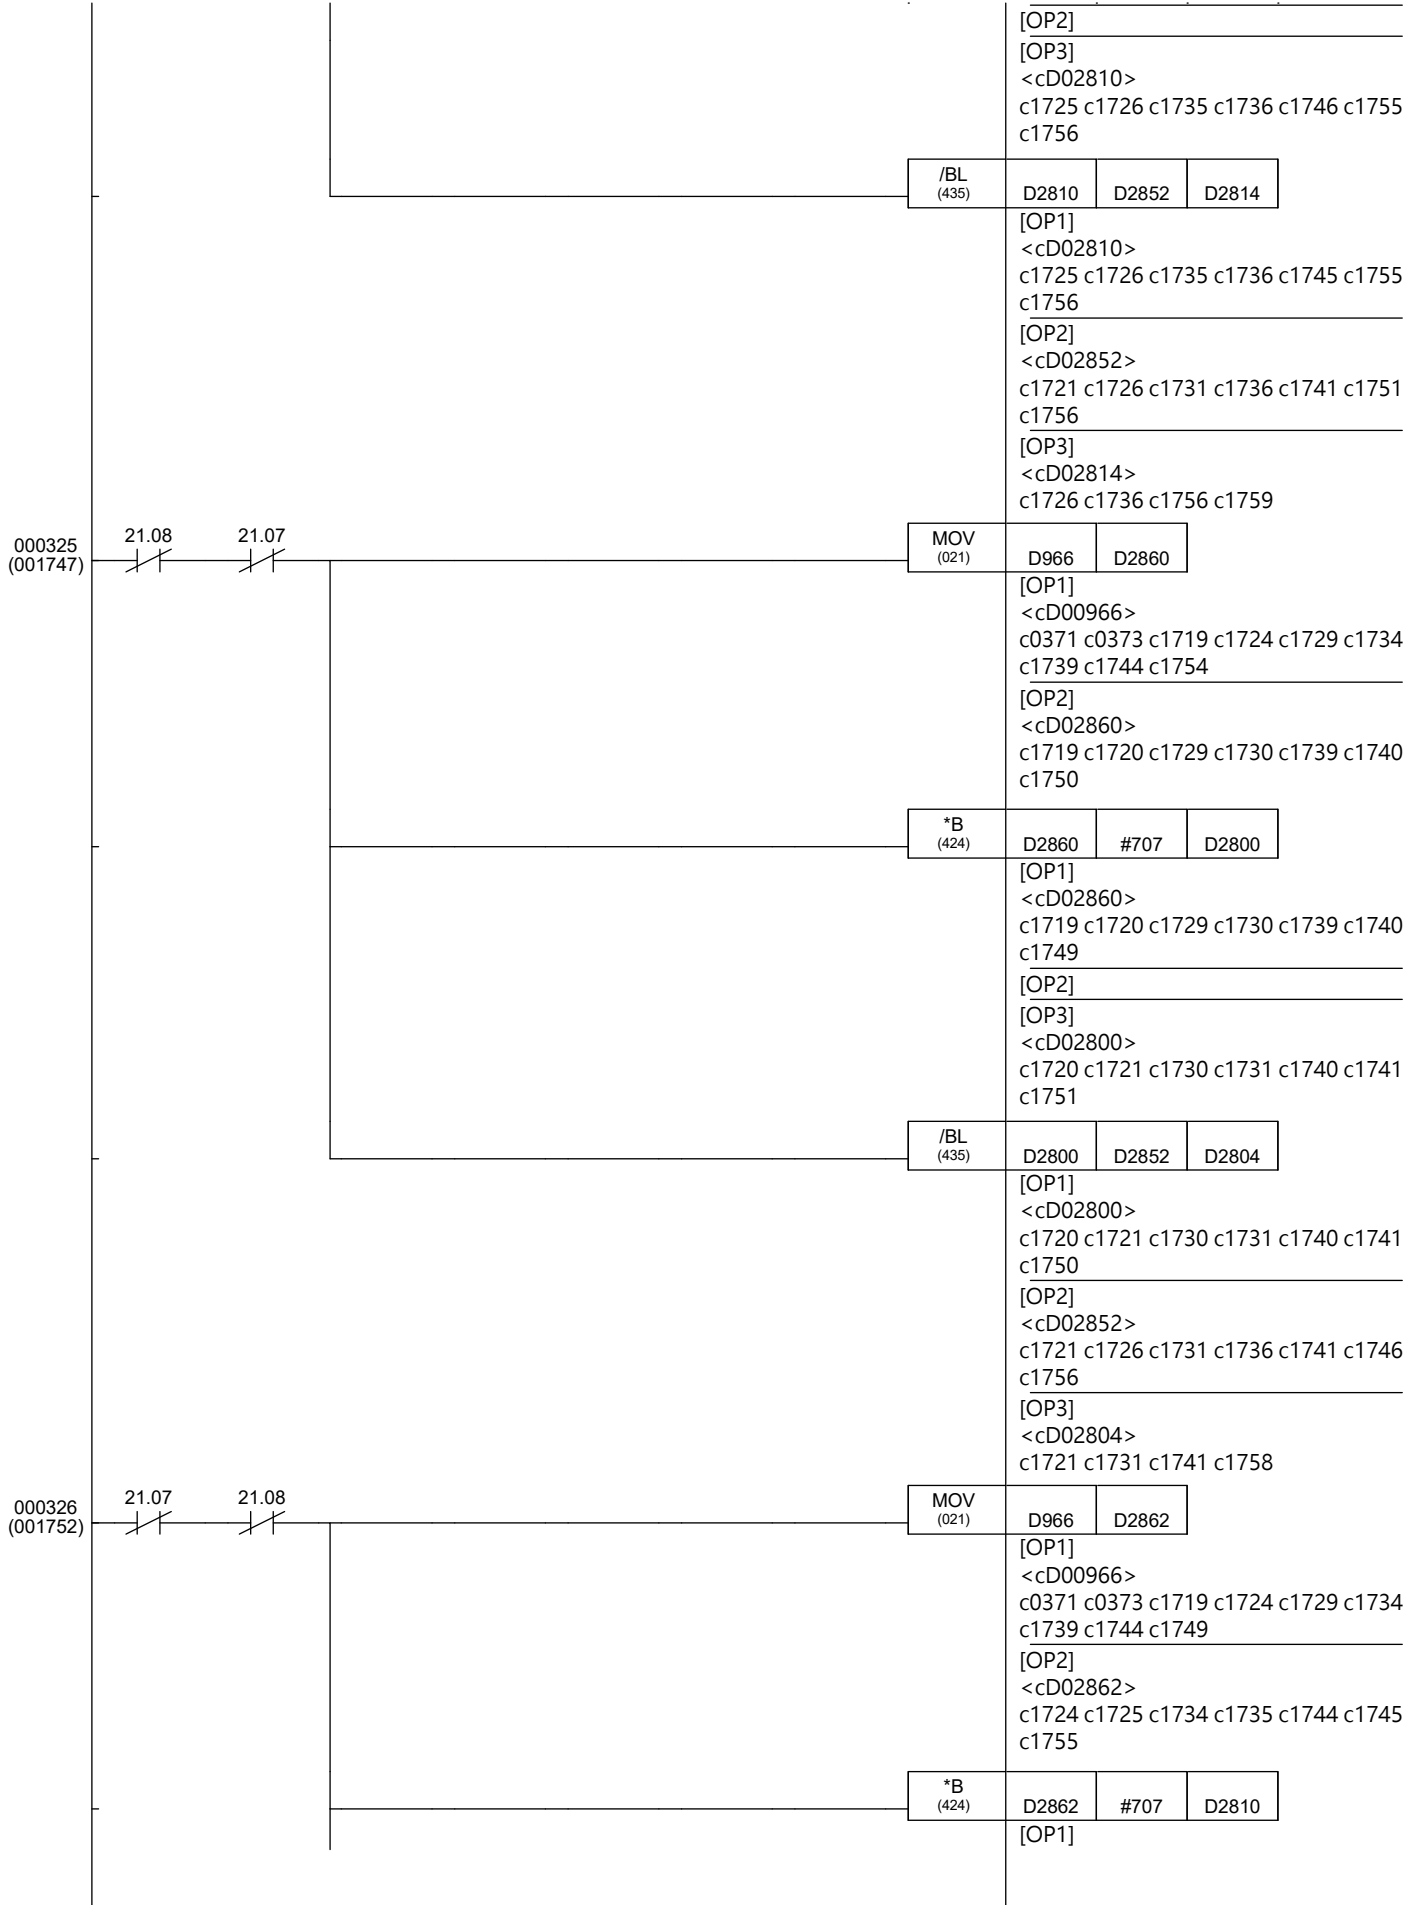 [OP2]
[OP3]
<cD02810>
c1725 c1726 c1735 c1736 c1746 c1755
c1756
/BL
(435) D2810 D2852 D2814
[OP1]
<cD02810>
c1725 c1726 c1735 c1736 c1745 c1755
c1756
[OP2]
<cD02852>
c1721 c1726 c1731 c1736 c1741 c1751
c1756
[OP3]
<cD02814>
c1726 c1736 c1756 c1759
000325
(001747)
21.08 21.07
MOV
(021) D966 D2860
[OP1]
<cD00966>
c0371 c0373 c1719 c1724 c1729 c1734
c1739 c1744 c1754
[OP2]
<cD02860>
c1719 c1720 c1729 c1730 c1739 c1740
c1750
*B
(424) D2860 #707 D2800
[OP1]
<cD02860>
c1719 c1720 c1729 c1730 c1739 c1740
c1749
[OP2]
[OP3]
<cD02800>
c1720 c1721 c1730 c1731 c1740 c1741
c1751
/BL
(435) D2800 D2852 D2804
[OP1]
<cD02800>
c1720 c1721 c1730 c1731 c1740 c1741
c1750
[OP2]
<cD02852>
c1721 c1726 c1731 c1736 c1741 c1746
c1756
[OP3]
<cD02804>
c1721 c1731 c1741 c1758
000326
(001752)
21.07 21.08
MOV
(021) D966 D2862
[OP1]
<cD00966>
c0371 c0373 c1719 c1724 c1729 c1734
c1739 c1744 c1749
[OP2]
<cD02862>
c1724 c1725 c1734 c1735 c1744 c1745
c1755
*B
(424) D2862 #707 D2810
[OP1]